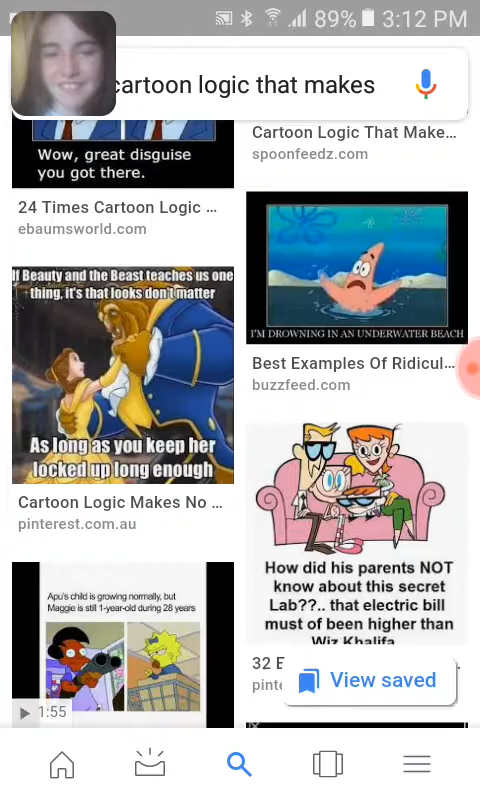 89% 3:12 PM
cartoon logic that makes
Wow, great disguise
you got there.
24 Times Cartoon Logic ...
ebaumsworld.com
If Beauty and the Beast teaches us one
thing, it's that looks don't matter
As long as you keep her
locked up long enough
Cartoon Logic Makes No ...
pinterest.com.au
Apu's child is growing normally, but
Maggie is still 1-year-old during 28 years
1:55
Cartoon Logic That Make...
spoonfeedz.com
I'M DROWNING IN AN UNDERWATER BEACH
Best Examples Of Ridicul...
buzzfeed.com
How did his parents NOT
know about this secret
Lab??.. that electric bill
must of been higher than
Wiz Khalifa
32 E
pinte
View saved